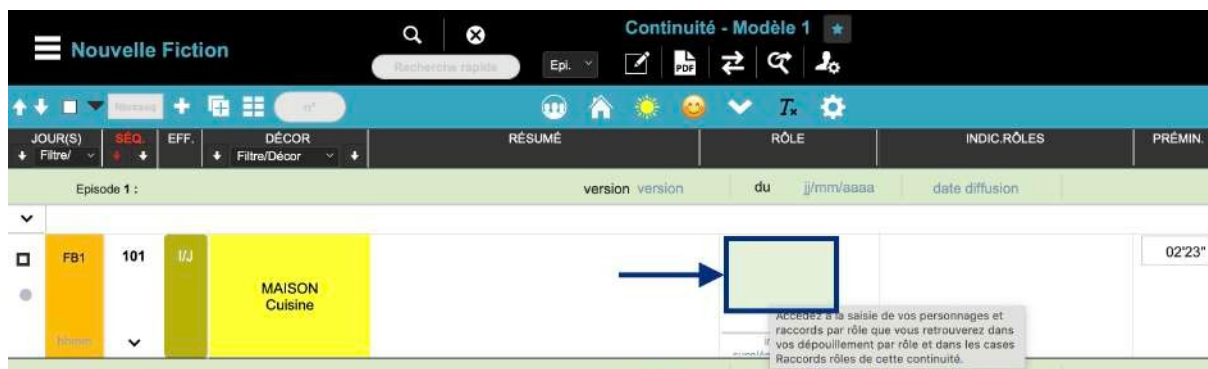 Continuité - Modèle 1
Nouvelle Fiction
Recherche rapide
Epi.
PDF
n°
JOUR(S) SÉQ. EFF. DÉCOR RÉSUMÉ RÔLE INDIC.RÔLES PRÉMIN.
Filtre/ Filtre/Décor
Episode 1 : version version du jj/mm/aaaa date diffusion
FB1 101 I/J 02'23"
MAISON
Cuisine
Accédez à la saisie de vos personnages et
raccords par rôle que vous retrouverez dans
vos dépouillement par rôle et dans les cases
Raccords rôles de cette continuité.
hhmm